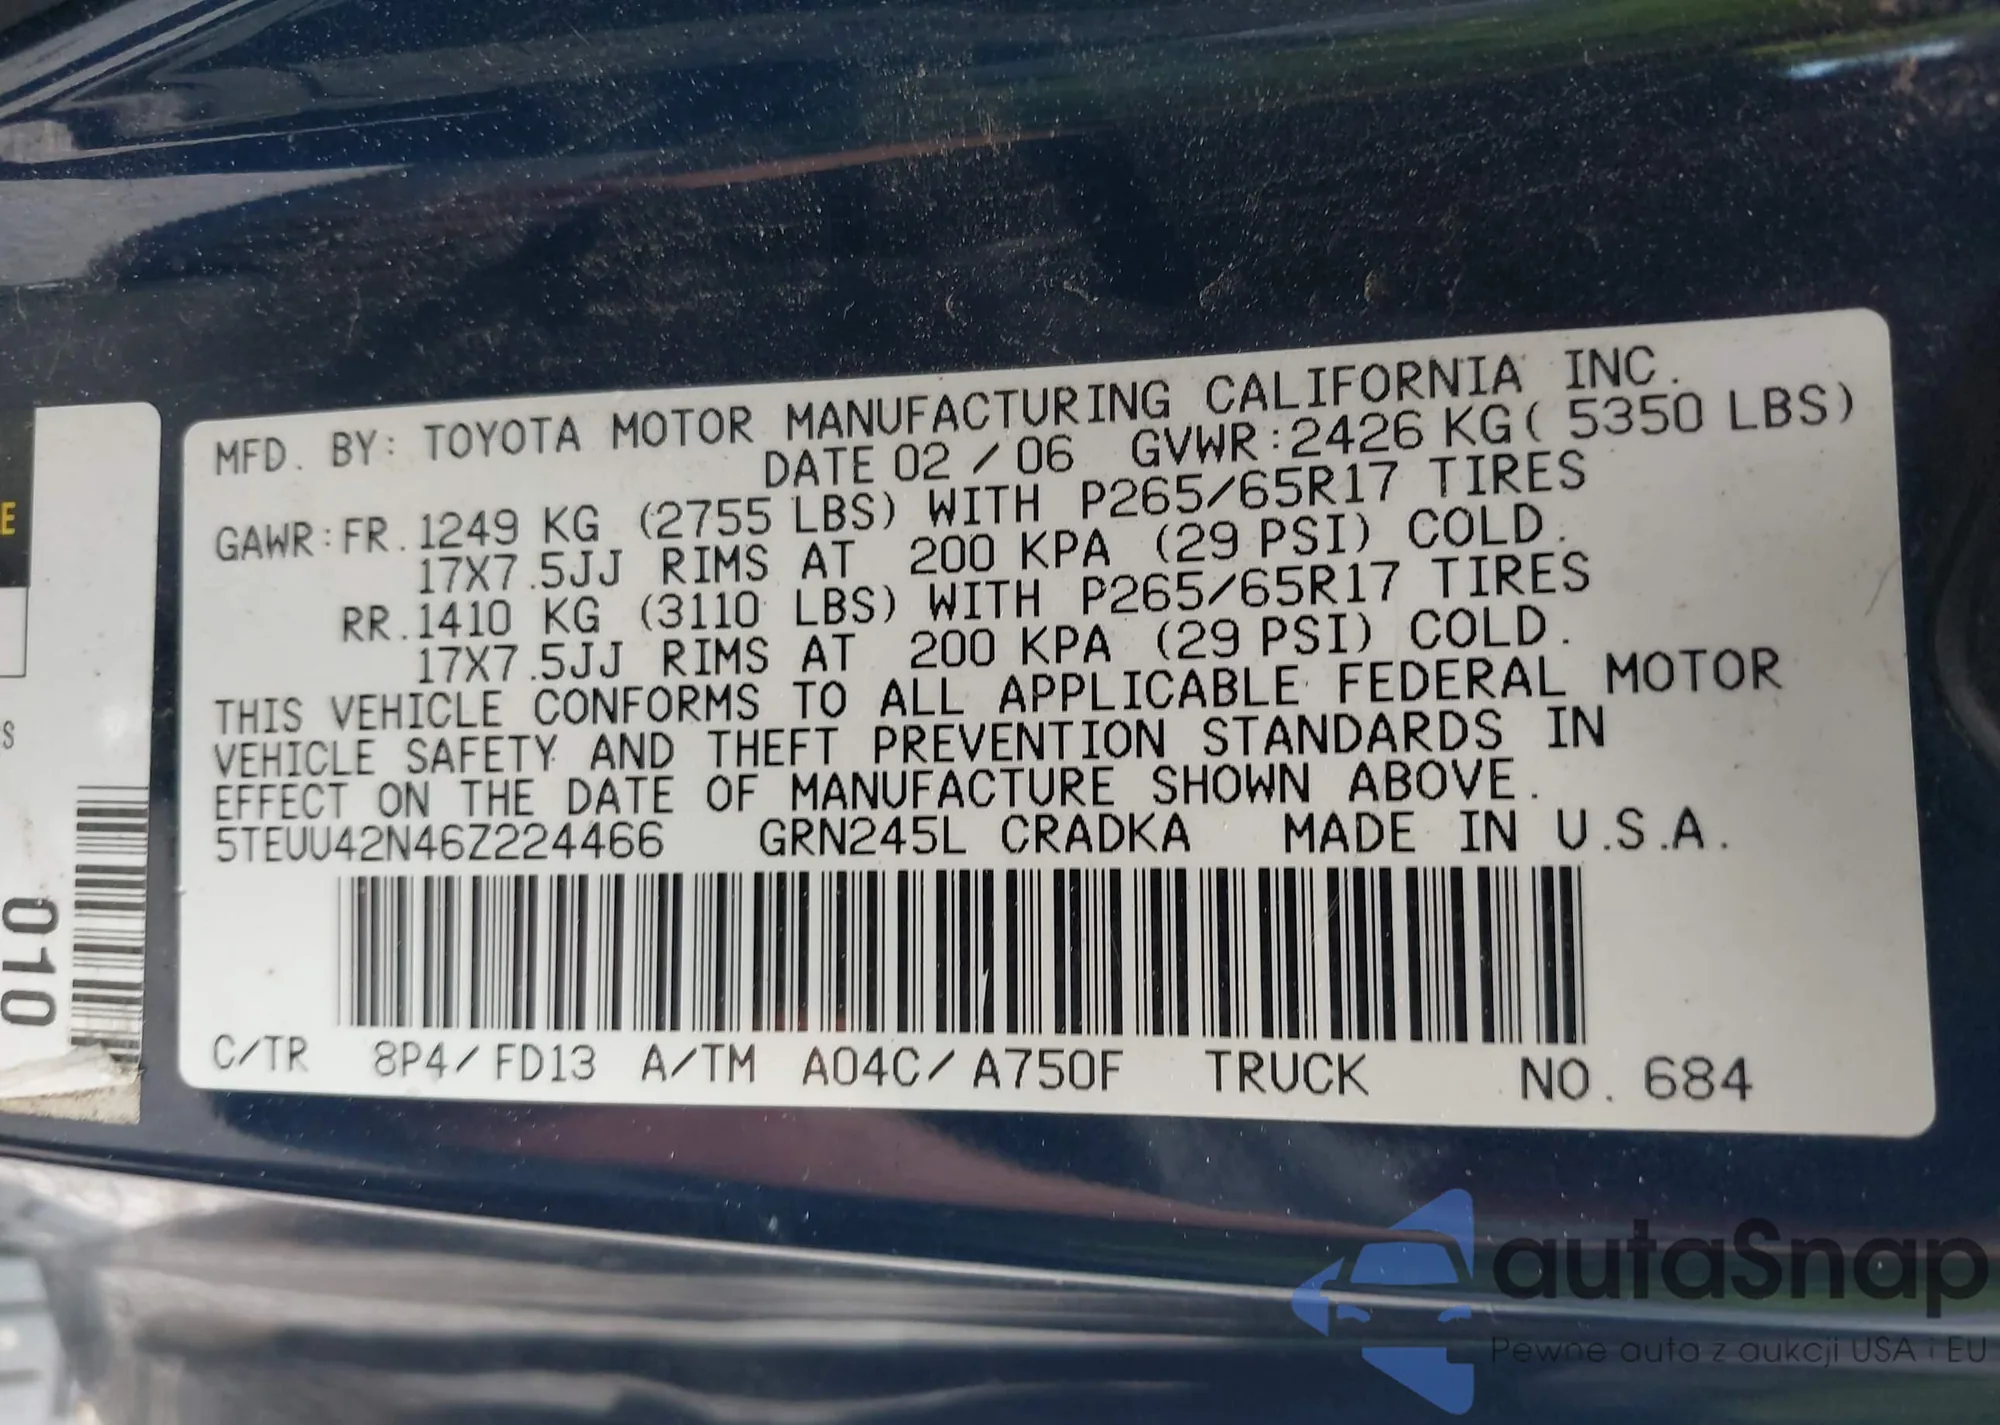 MFD. BY: TOYOTA MOTOR MANUFACTURING CALIFORNIA INC.
DATE 02 / 06 GVWR:2426 KG( 5350 LBS)
GAWR:FR.1249 KG (2755 LBS) WITH P265/65R17 TIRES
17X7.5JJ RIMS AT 200 KPA (29 PSI) COLD.
RR.1410 KG (3110 LBS) WITH P265/65R17 TIRES
17X7.5JJ RIMS AT 200 KPA (29 PSI) COLD.
THIS VEHICLE CONFORMS TO ALL APPLICABLE FEDERAL MOTOR
VEHICLE SAFETY AND THEFT PREVENTION STANDARDS IN
EFFECT ON THE DATE OF MANUFACTURE SHOWN ABOVE.
5TEUU42N46Z224466 GRN245L CRADKA MADE IN U.S.A.
C/TR 8P4/FD13 A/TM A04C/A750F TRUCK NO. 684
E
S
010
autaSnap
Pewne auta z aukcji USA i EU